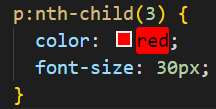 p:nth-child(3) {
  color: red;
  font-size: 30px;
}